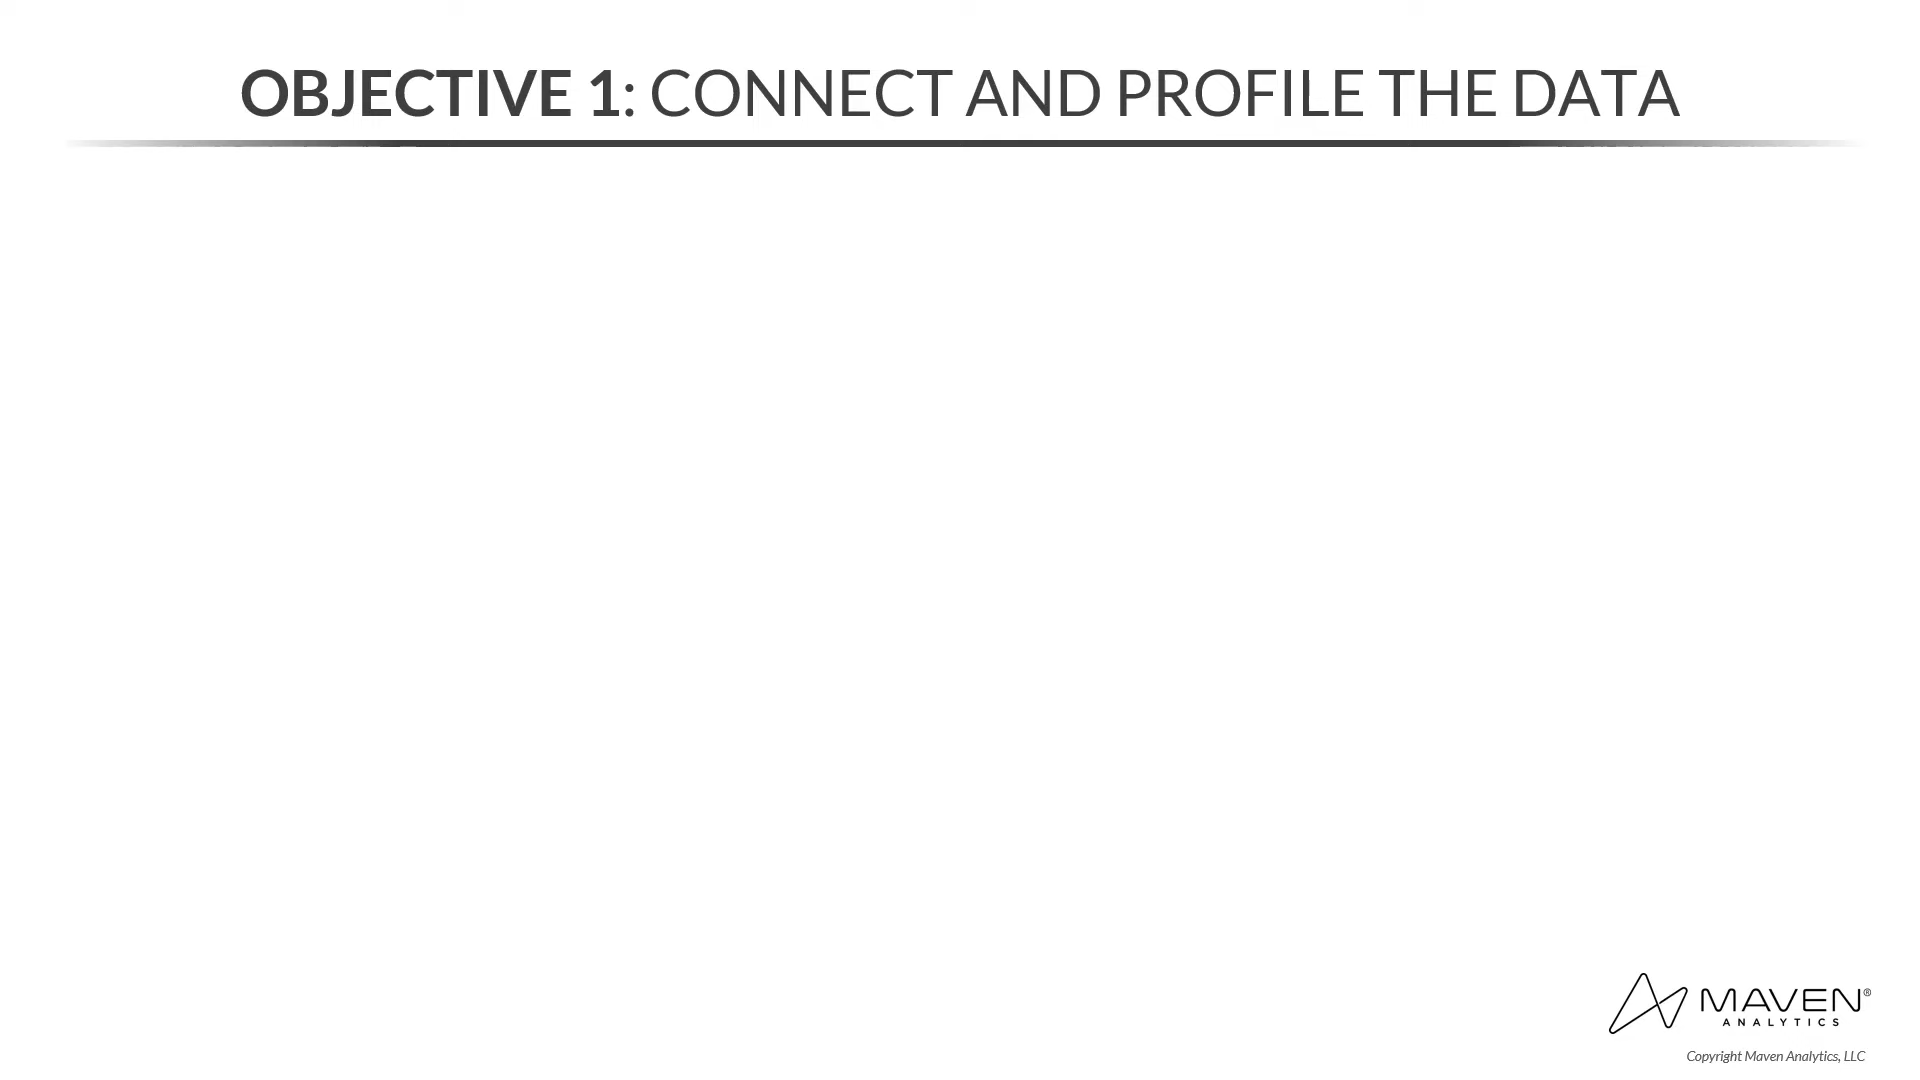 OBJECTIVE 1: CONNECT AND PROFILE THE DATA
MAVEN®
ANALYTICS
Copyright Maven Analytics, LLC